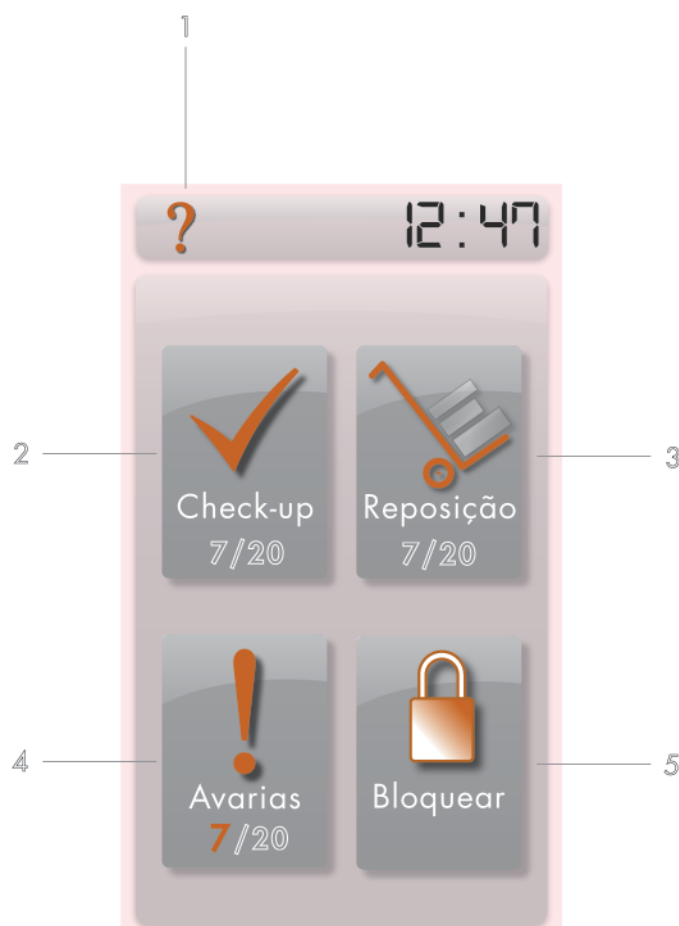 1
? 12:47
2
3
Check-up
7/20
Reposição
7/20
4
5
!
Avarias
7/20
Bloquear